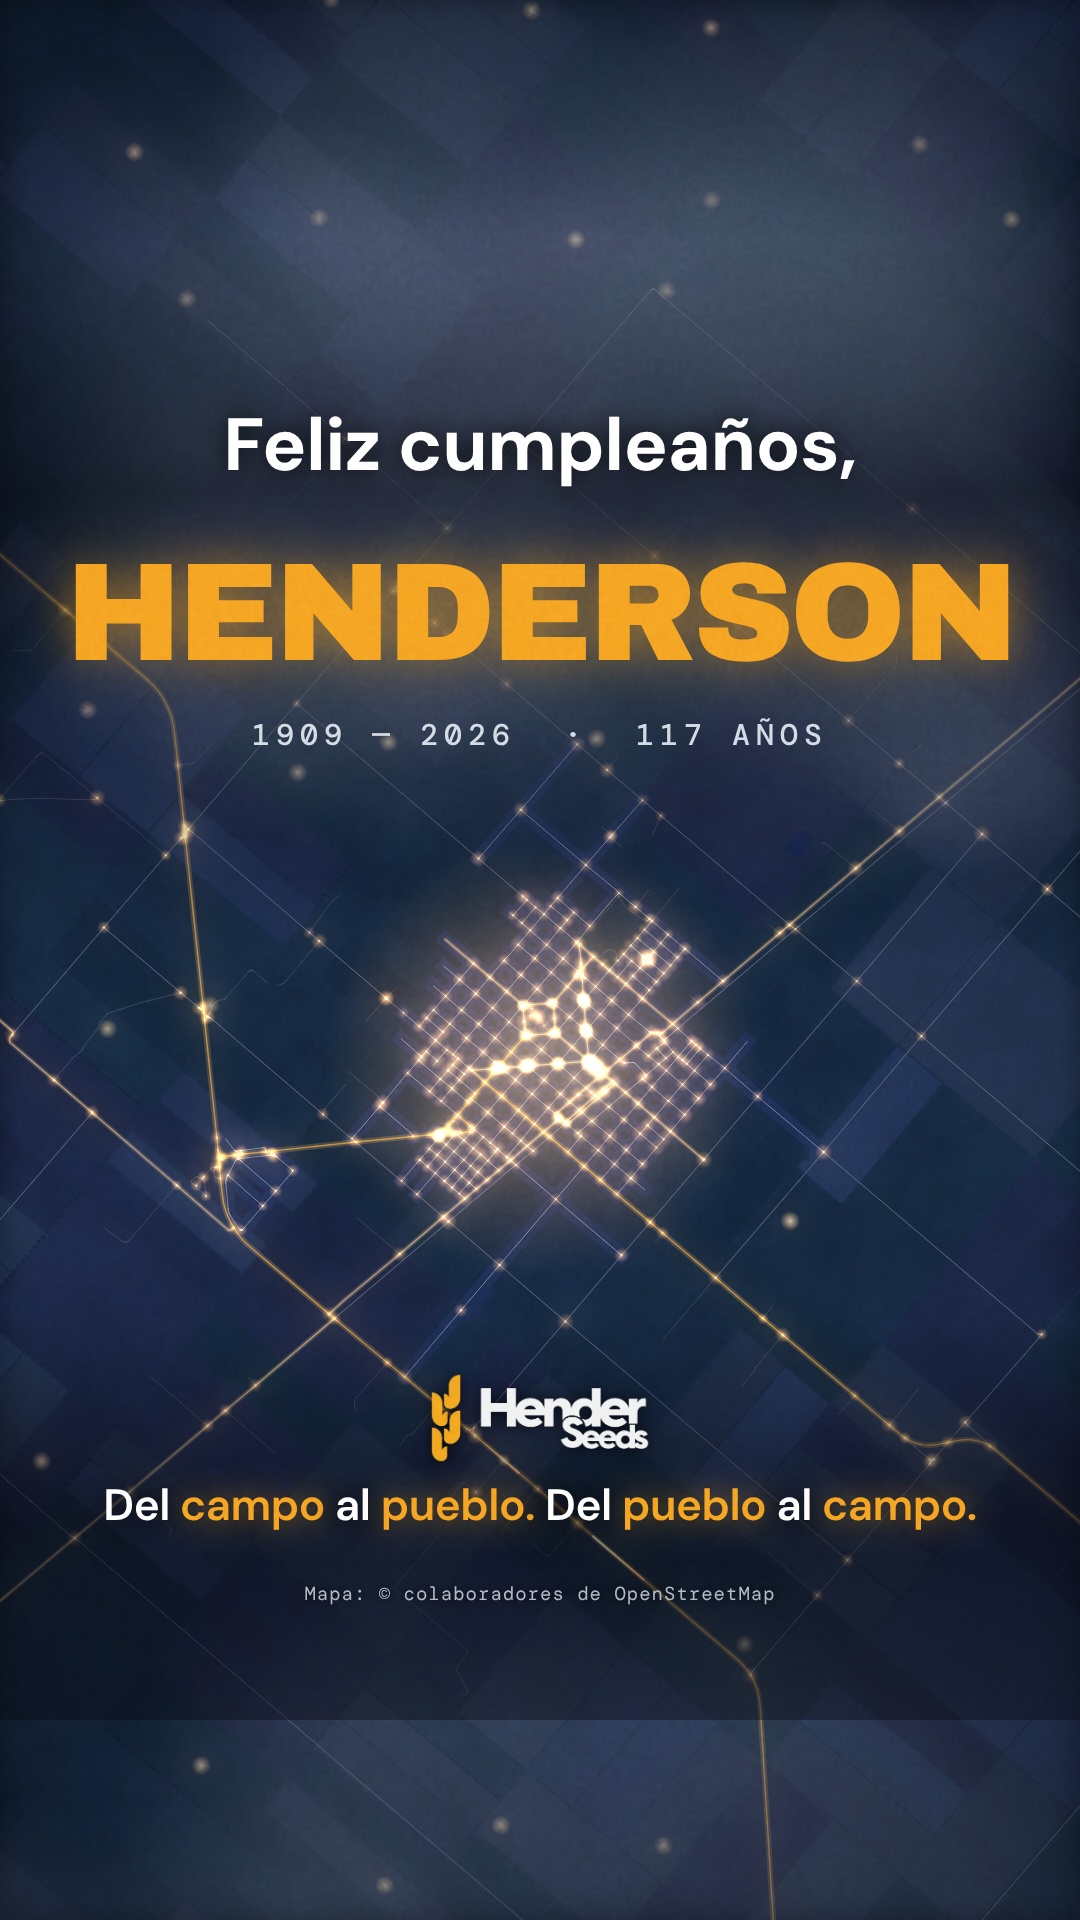 Feliz cumpleaños,
HENDERSON
1909 — 2026 · 117 AÑOS
Hender
Seeds
Del campo al pueblo. Del pueblo al campo.
Mapa: © colaboradores de OpenStreetMap